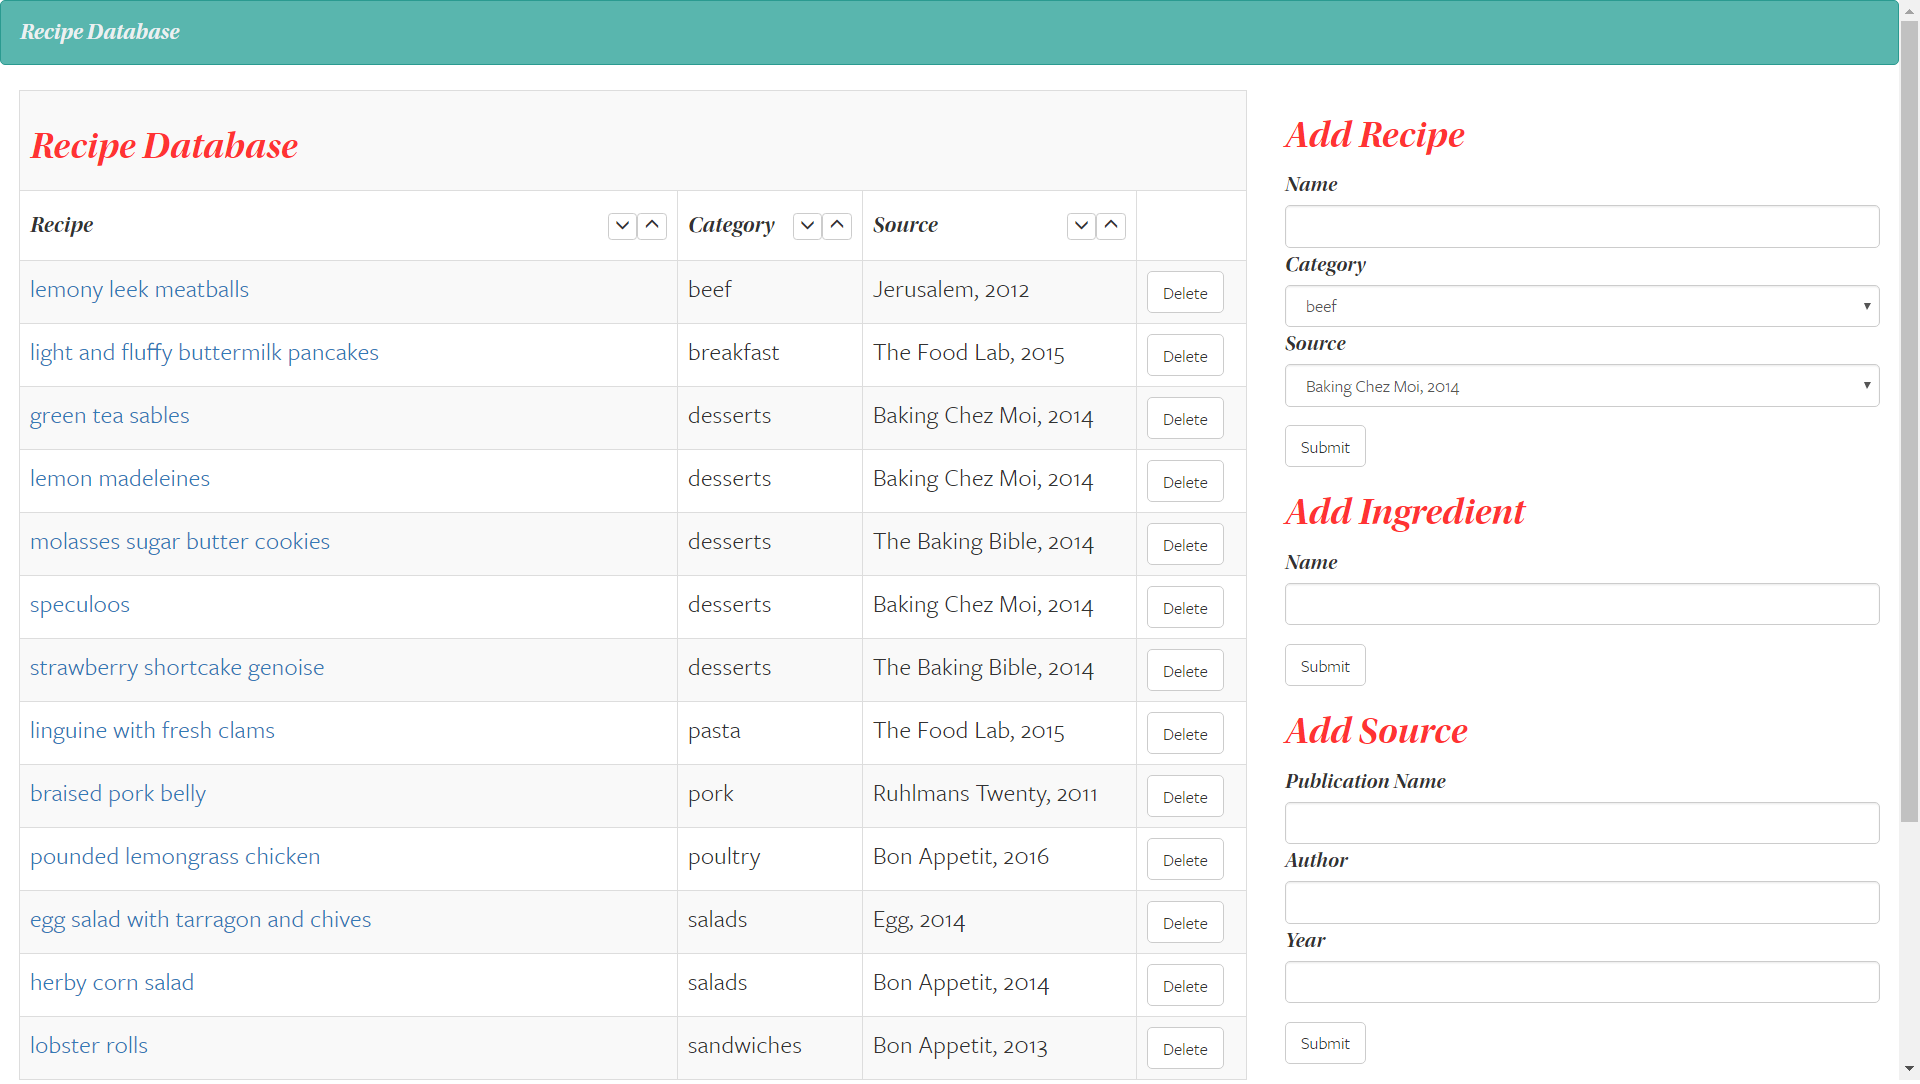 Recipe Database
Recipe Database
Recipe Category Source
lemony leek meatballs beef Jerusalem, 2012 Delete
light and fluffy buttermilk pancakes breakfast The Food Lab, 2015 Delete
green tea sables desserts Baking Chez Moi, 2014 Delete
lemon madeleines desserts Baking Chez Moi, 2014 Delete
molasses sugar butter cookies desserts The Baking Bible, 2014 Delete
speculoos desserts Baking Chez Moi, 2014 Delete
strawberry shortcake genoise desserts The Baking Bible, 2014 Delete
linguine with fresh clams pasta The Food Lab, 2015 Delete
braised pork belly pork Ruhlmans Twenty, 2011 Delete
pounded lemongrass chicken poultry Bon Appetit, 2016 Delete
egg salad with tarragon and chives salads Egg, 2014 Delete
herby corn salad salads Bon Appetit, 2014 Delete
lobster rolls sandwiches Bon Appetit, 2013 Delete
Add Recipe
Name
Category
beef
Source
Baking Chez Moi, 2014
Submit
Add Ingredient
Name
Submit
Add Source
Publication Name
Author
Year
Submit